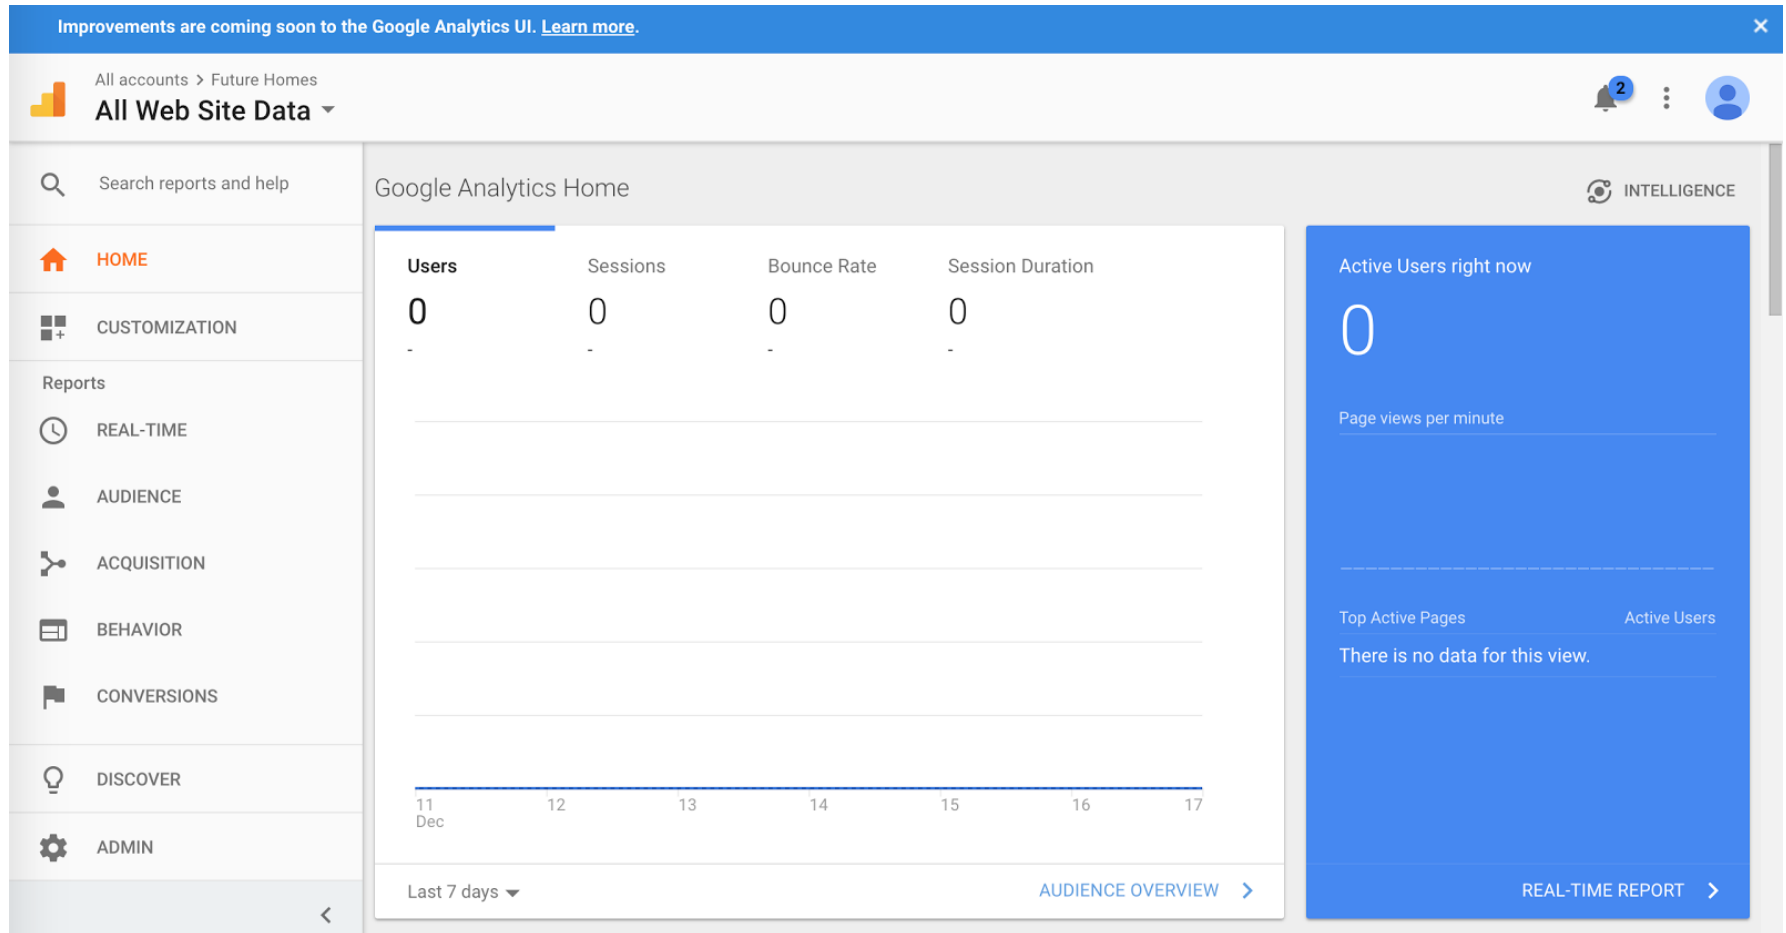 Improvements are coming soon to the Google Analytics UI. Learn more.
All accounts > Future Homes
All Web Site Data
2
Search reports and help
HOME
CUSTOMIZATION
Reports
REAL-TIME
AUDIENCE
ACQUISITION
BEHAVIOR
CONVERSIONS
DISCOVER
ADMIN
Google Analytics Home
INTELLIGENCE
Users Sessions Bounce Rate Session Duration
0 0 0 0
- - - -
11 12 13 14 15 16 17
Dec
Last 7 days
AUDIENCE OVERVIEW
Active Users right now
0
Page views per minute
Top Active Pages Active Users
There is no data for this view.
REAL-TIME REPORT